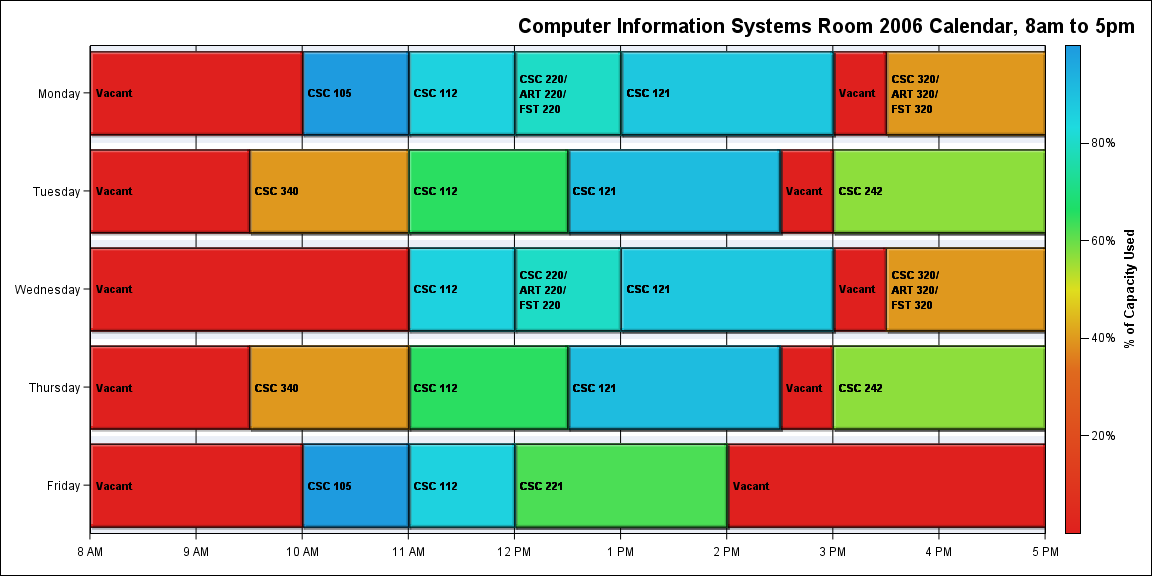 Computer Information Systems Room 2006 Calendar, 8am to 5pm
Monday
Vacant
CSC 105
CSC 112
CSC 220/
ART 220/
FST 220
CSC 121
Vacant
CSC 320/
ART 320/
FST 320
Tuesday
Vacant
CSC 340
CSC 112
CSC 121
Vacant
CSC 242
Wednesday
Vacant
CSC 112
CSC 220/
ART 220/
FST 220
CSC 121
Vacant
CSC 320/
ART 320/
FST 320
Thursday
Vacant
CSC 340
CSC 112
CSC 121
Vacant
CSC 242
Friday
Vacant
CSC 105
CSC 112
CSC 221
Vacant
8 AM
9 AM
10 AM
11 AM
12 PM
1 PM
2 PM
3 PM
4 PM
5 PM
80%
60%
40%
20%
% of Capacity Used